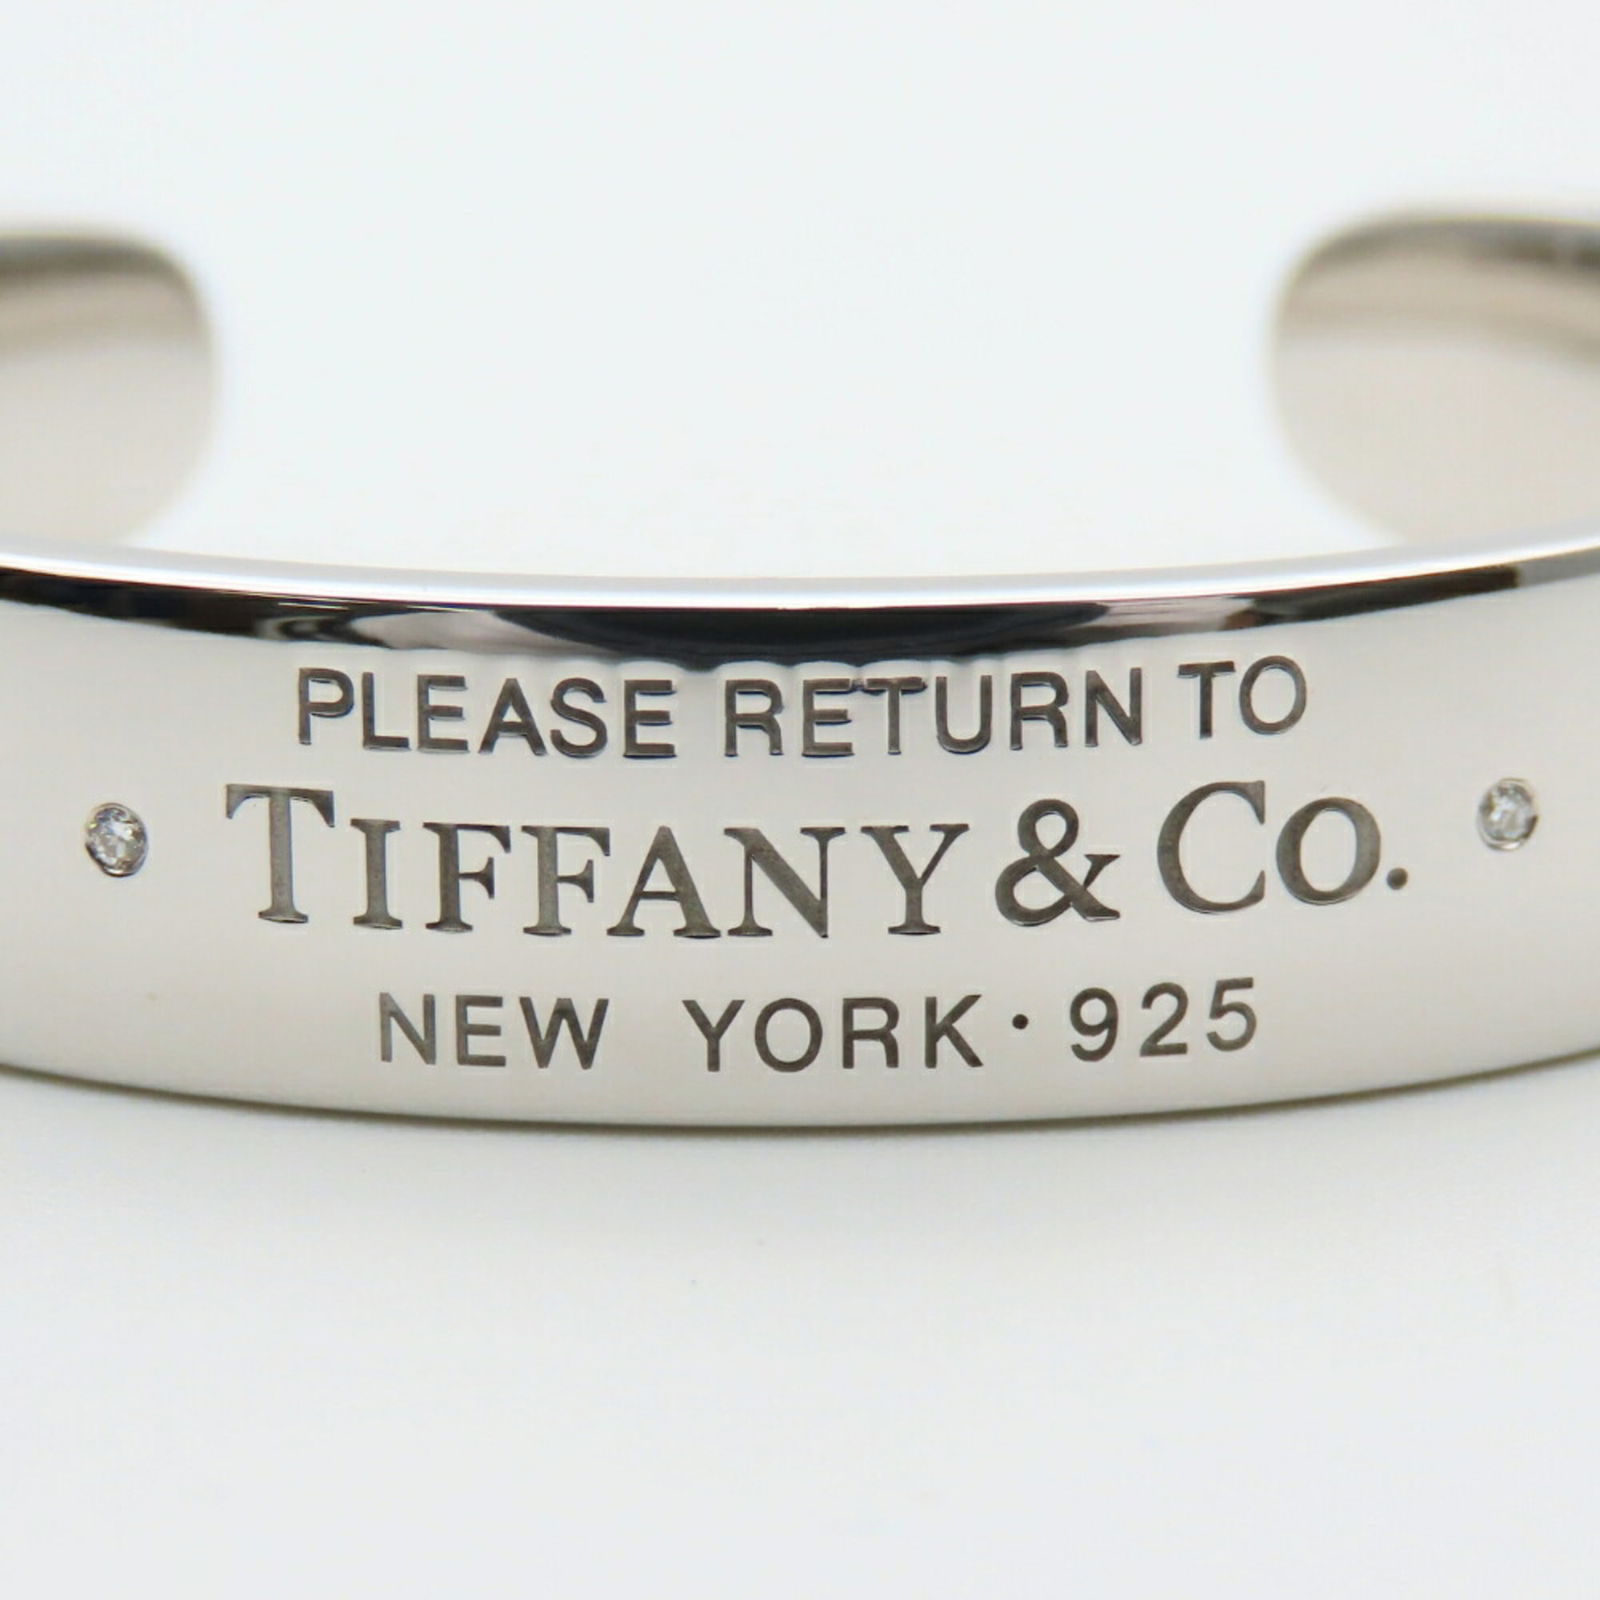 PLEASE RETURN TO
TIFFANY & CO.
NEW YORK · 925